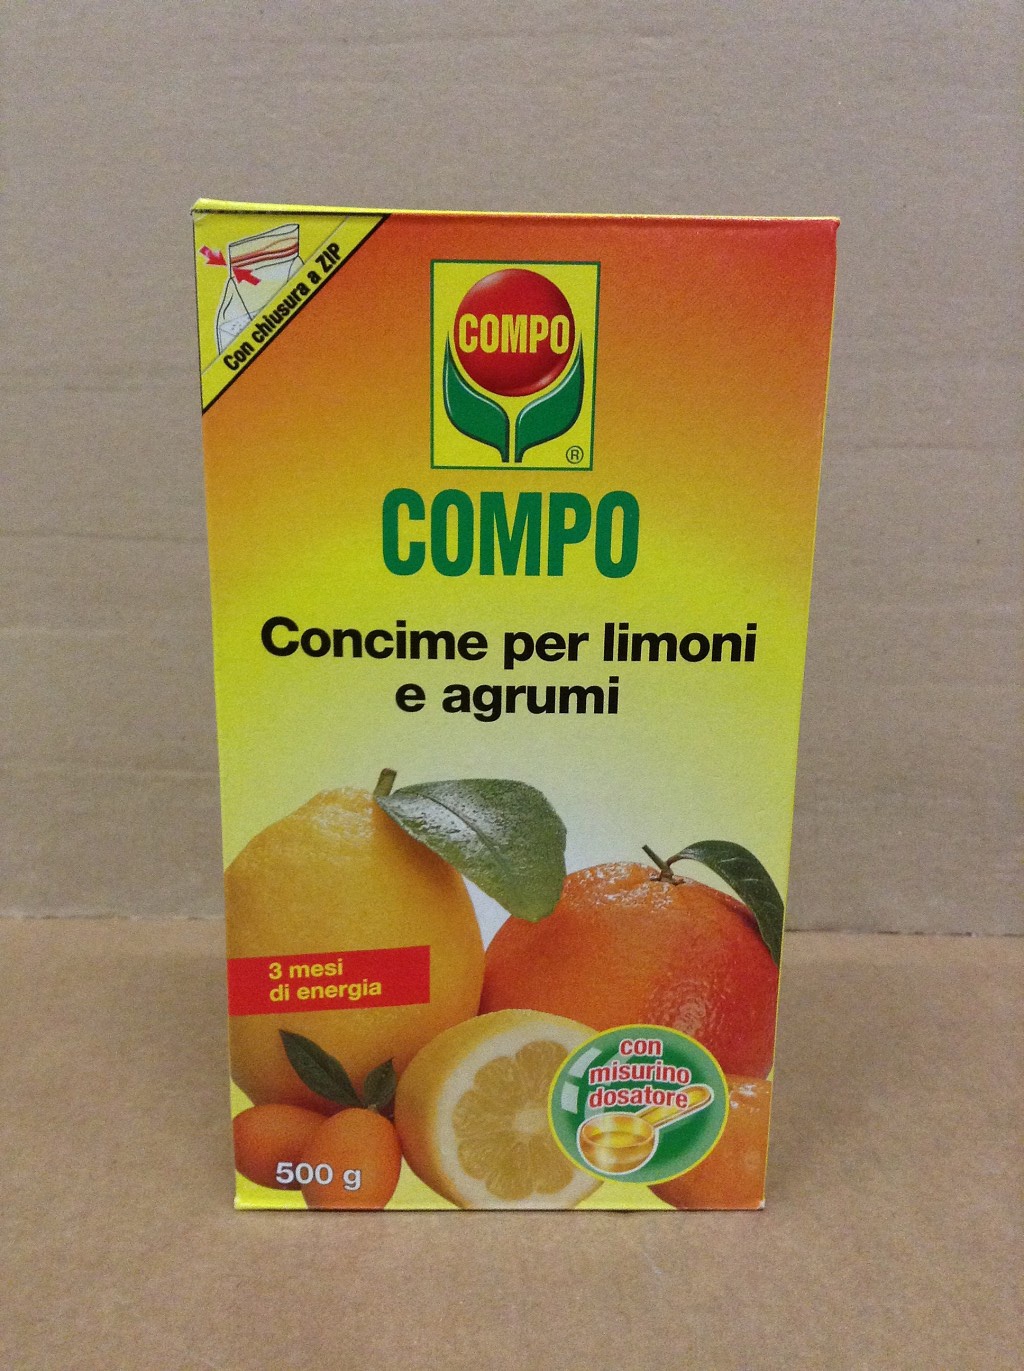 Con chiusura a ZIP
COMPO
®
COMPO
Concime per limoni
e agrumi
3 mesi
di energia
con
misurino
dosatore
500 g